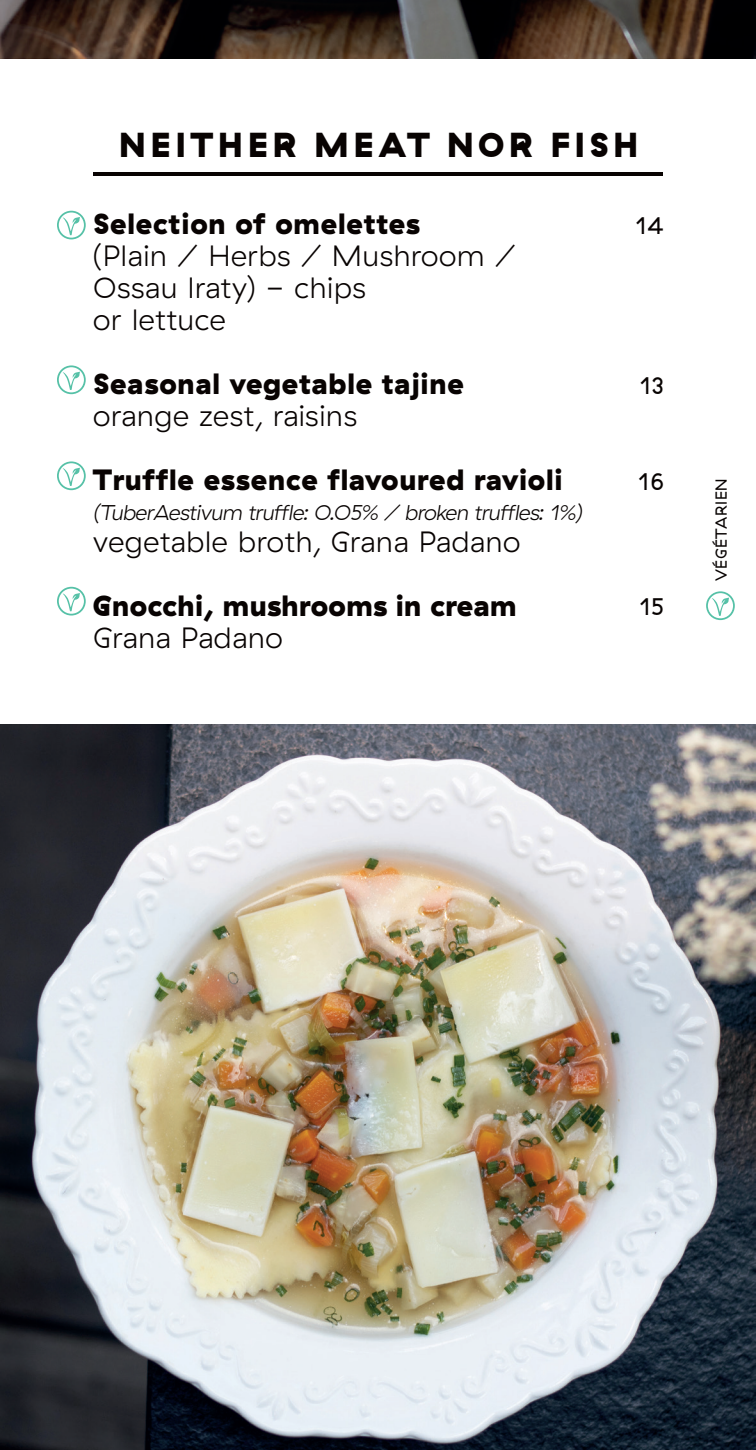 NEITHER MEAT NOR FISH
Selection of omelettes 14
(Plain / Herbs / Mushroom /
Ossau Iraty) – chips
or lettuce
Seasonal vegetable tajine 13
orange zest, raisins
Truffle essence flavoured ravioli 16
(TuberAestivum truffle: 0.05% / broken truffles: 1%)
vegetable broth, Grana Padano
Gnocchi, mushrooms in cream 15
Grana Padano
VÉGÉTARIEN